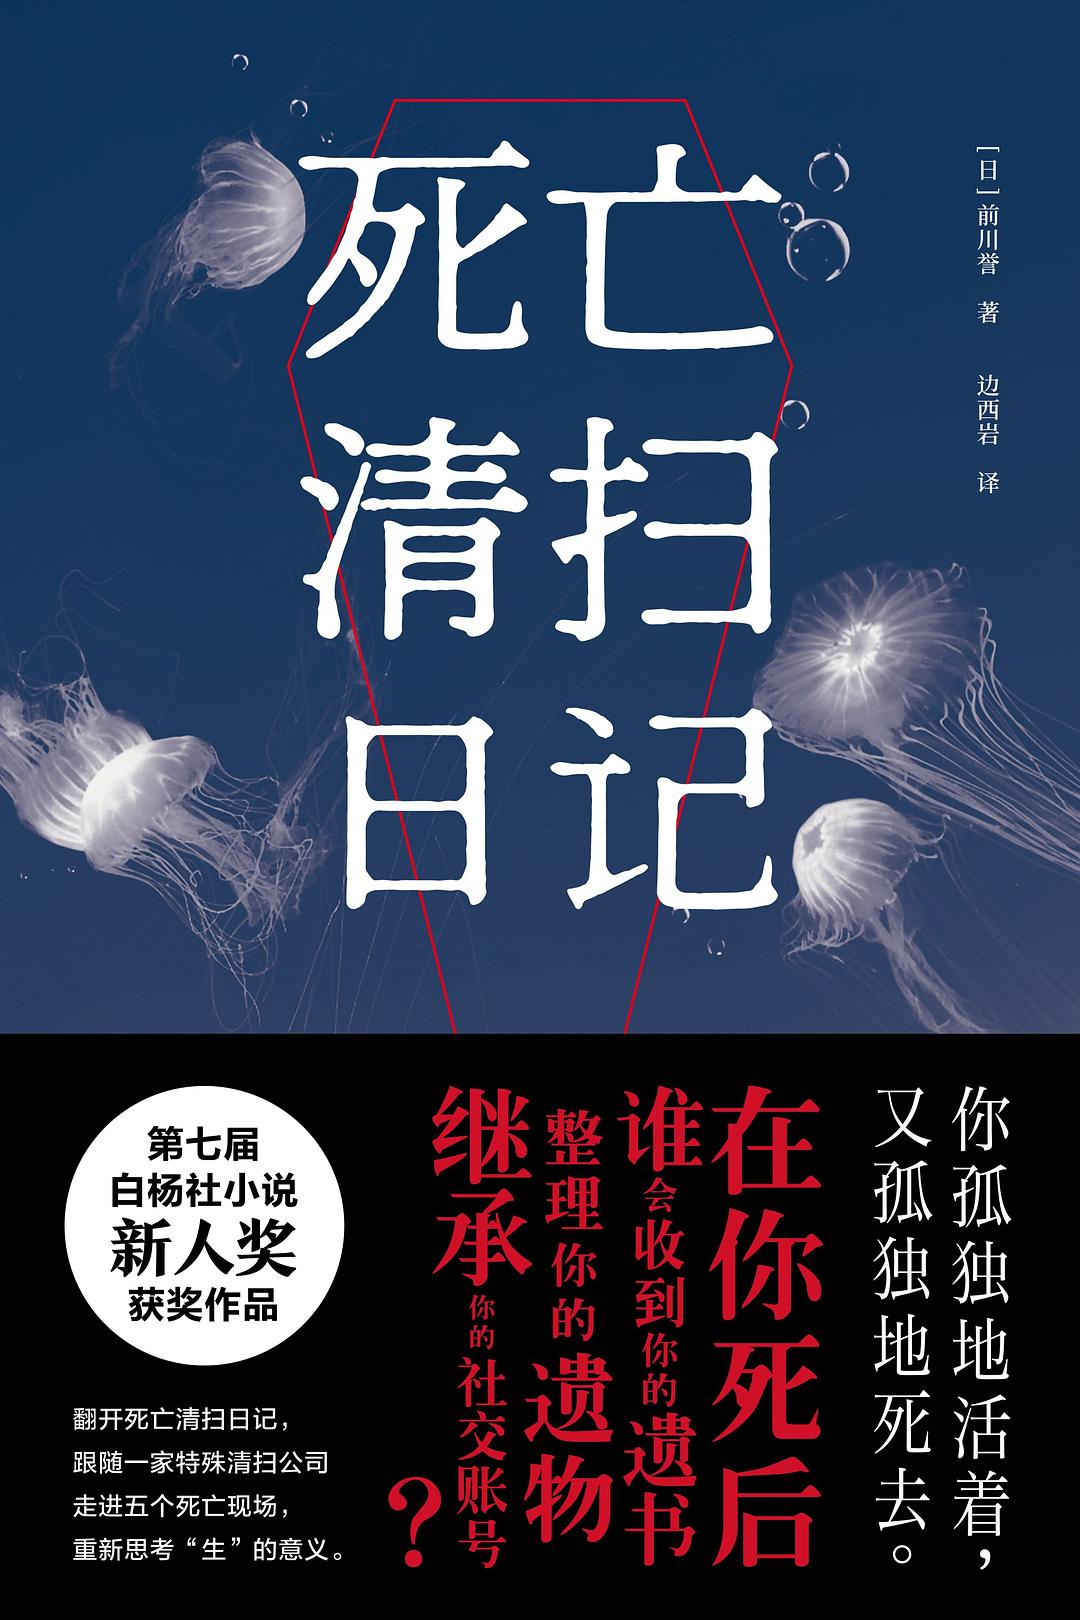 死亡
清扫
日记
[日]前川誉 著 边西岩 译
你孤独地活着，
又孤独地死去。
在你死后
谁会收到你的遗书
整理你的遗物
继承你的社交账号
？
第七届
白杨社小说
新人奖
获奖作品
翻开死亡清扫日记，
跟随一家特殊清扫公司
走进五个死亡现场，
重新思考“生”的意义。